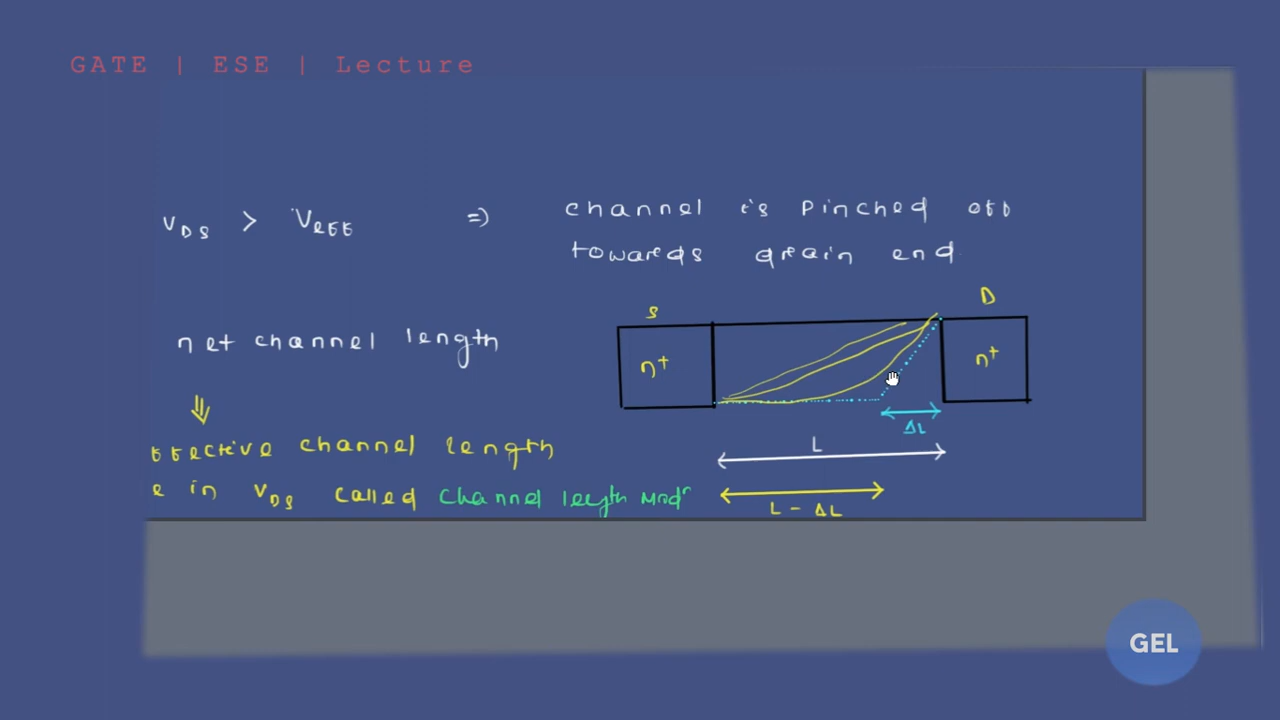 GATE | ESE | Lecture
VDS > Veff => channel is pinched off
towards drain end
S
D
n+
n+
net channel length
ΔL
L
ffective channel length
e in VDS called channel length modn
L - ΔL
GEL